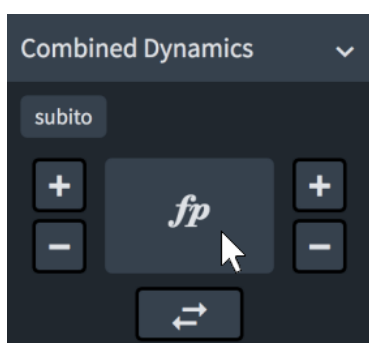 Combined Dynamics
subito
+ fp +
− −